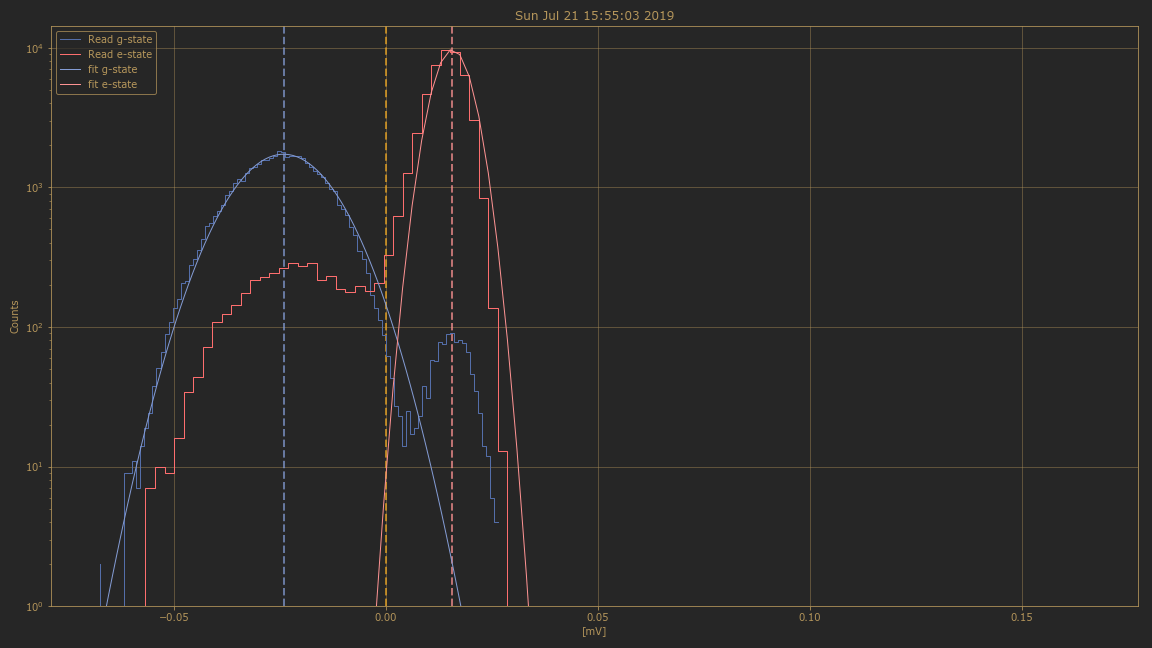 Sun Jul 21 15:55:03 2019
Read g-state
Read e-state
fit g-state
fit e-state
Counts
10⁴
10³
10²
10¹
10⁰
−0.05 0.00 0.05 0.10 0.15
[mV]